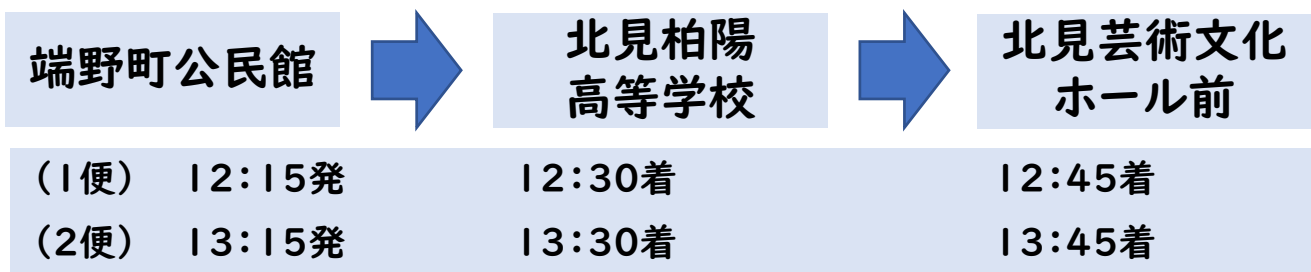 端野町公民館
北見柏陽
高等学校
北見芸術文化
ホール前
(1便) 12:15発 12:30着 12:45着
(2便) 13:15発 13:30着 13:45着